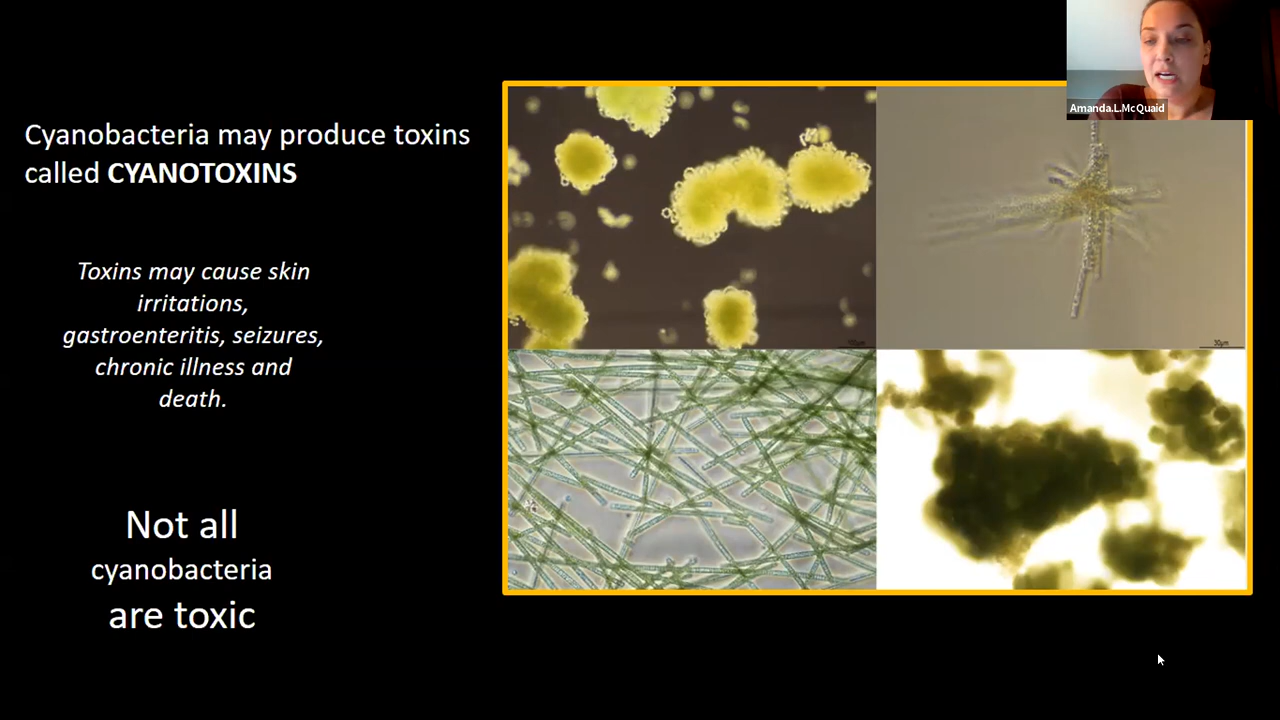 Amanda.L.McQuaid
Cyanobacteria may produce toxins
called CYANOTOXINS
Toxins may cause skin
irritations,
gastroenteritis, seizures,
chronic illness and
death.
Not all
cyanobacteria
are toxic